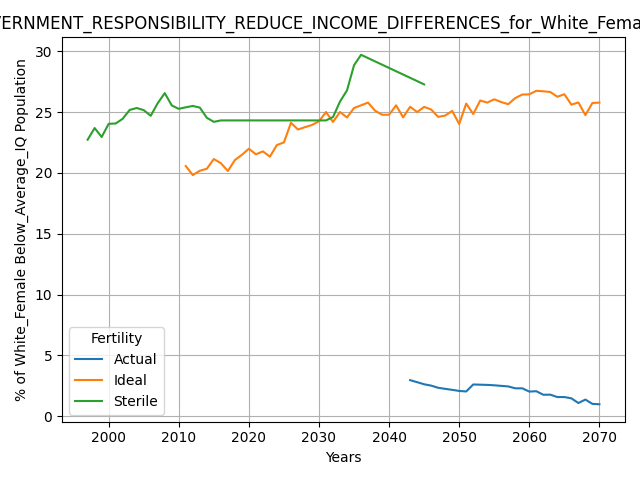 VERNMENT_RESPONSIBILITY_REDUCE_INCOME_DIFFERENCES_for_White_Fema
% of White_Female Below_Average_IQ Population
30
25
20
15
10
5
0
Fertility
Actual
Ideal
Sterile
2000 2010 2020 2030 2040 2050 2060 2070
Years